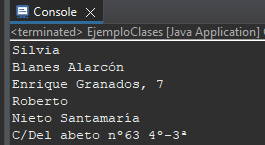 Console
<terminated> EjemploClases [Java Application]
Silvia
Blanes Alarcón
Enrique Granados, 7
Roberto
Nieto Santamaría
C/Del abeto nº63 4º-3ª